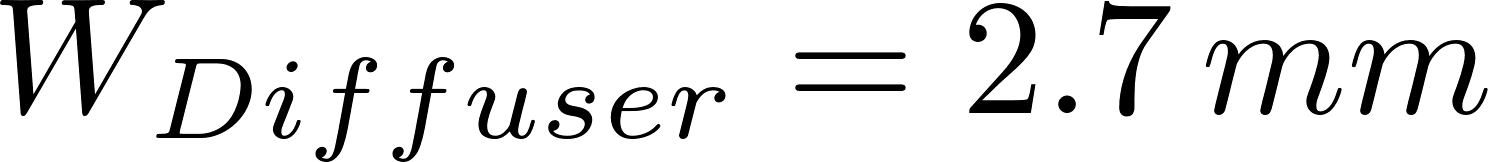 W_{Diffuser} = 2.7 mm